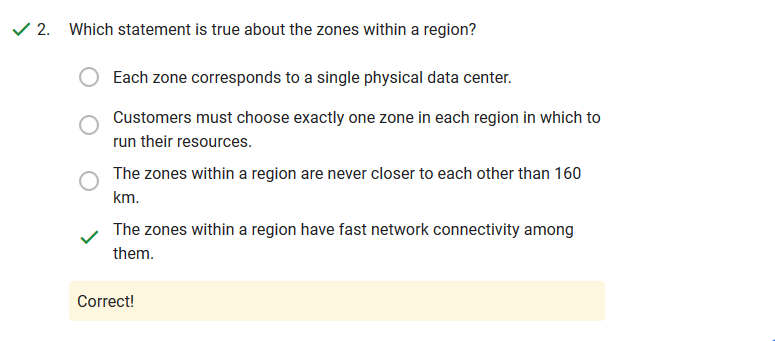 2. Which statement is true about the zones within a region?
Each zone corresponds to a single physical data center.
Customers must choose exactly one zone in each region in which to
run their resources.
The zones within a region are never closer to each other than 160
km.
The zones within a region have fast network connectivity among
them.
Correct!